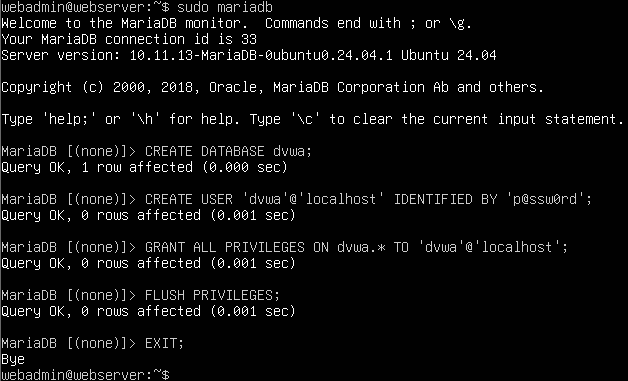 webadmin@webserver:~$ sudo mariadb
Welcome to the MariaDB monitor.  Commands end with ; or \g.
Your MariaDB connection id is 33
Server version: 10.11.13-MariaDB-0ubuntu0.24.04.1 Ubuntu 24.04

Copyright (c) 2000, 2018, Oracle, MariaDB Corporation Ab and others.

Type 'help;' or '\h' for help. Type '\c' to clear the current input statement.

MariaDB [(none)]> CREATE DATABASE dvwa;
Query OK, 1 row affected (0.000 sec)

MariaDB [(none)]> CREATE USER 'dvwa'@'localhost' IDENTIFIED BY 'p@ssw0rd';
Query OK, 0 rows affected (0.001 sec)

MariaDB [(none)]> GRANT ALL PRIVILEGES ON dvwa.* TO 'dvwa'@'localhost';
Query OK, 0 rows affected (0.001 sec)

MariaDB [(none)]> FLUSH PRIVILEGES;
Query OK, 0 rows affected (0.001 sec)

MariaDB [(none)]> EXIT;
Bye
webadmin@webserver:~$